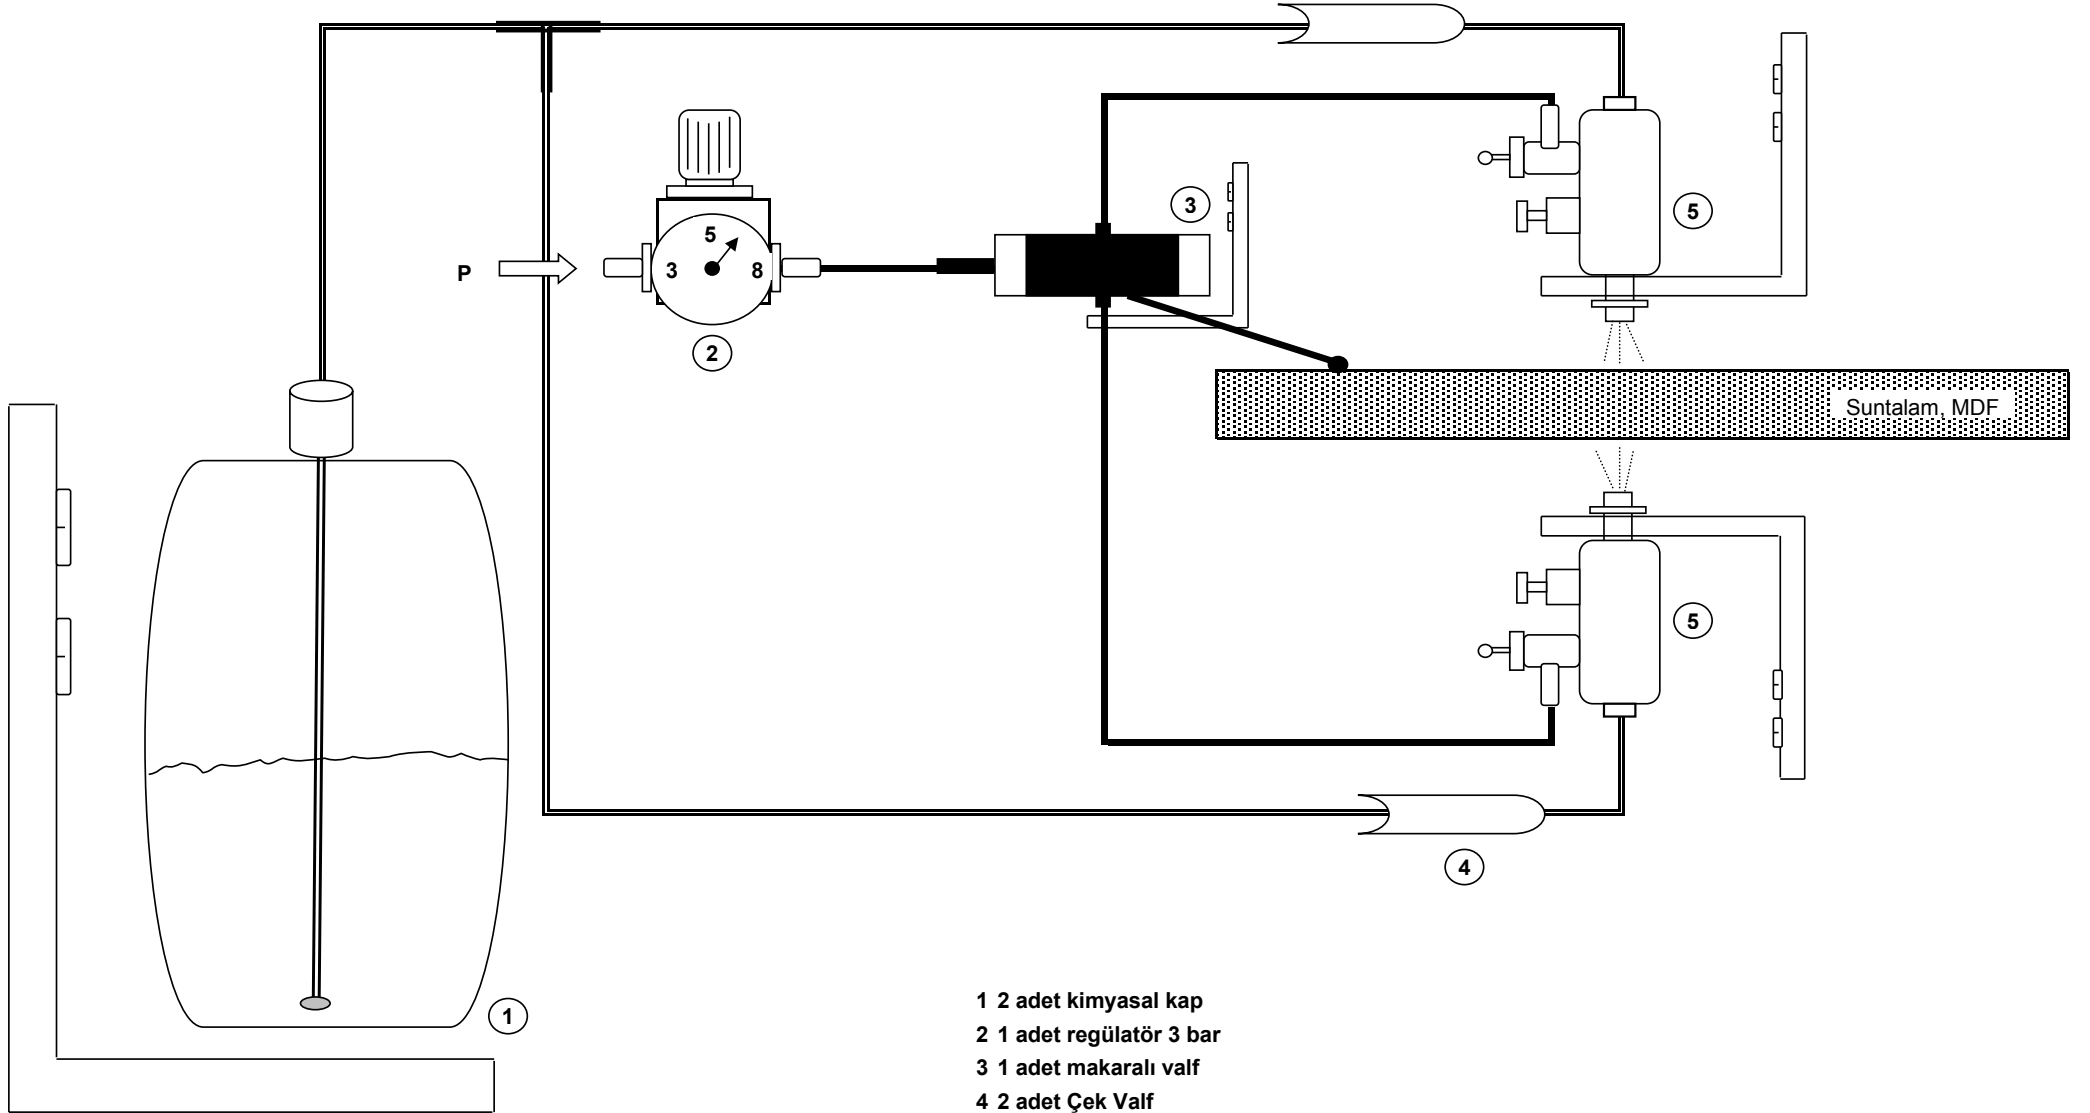 3
5
5
P
3
8
2
Suntalam, MDF
5
4
1
1 2 adet kimyasal kap
2 1 adet regülatör 3 bar
3 1 adet makaralı valf
4 2 adet Çek Valf